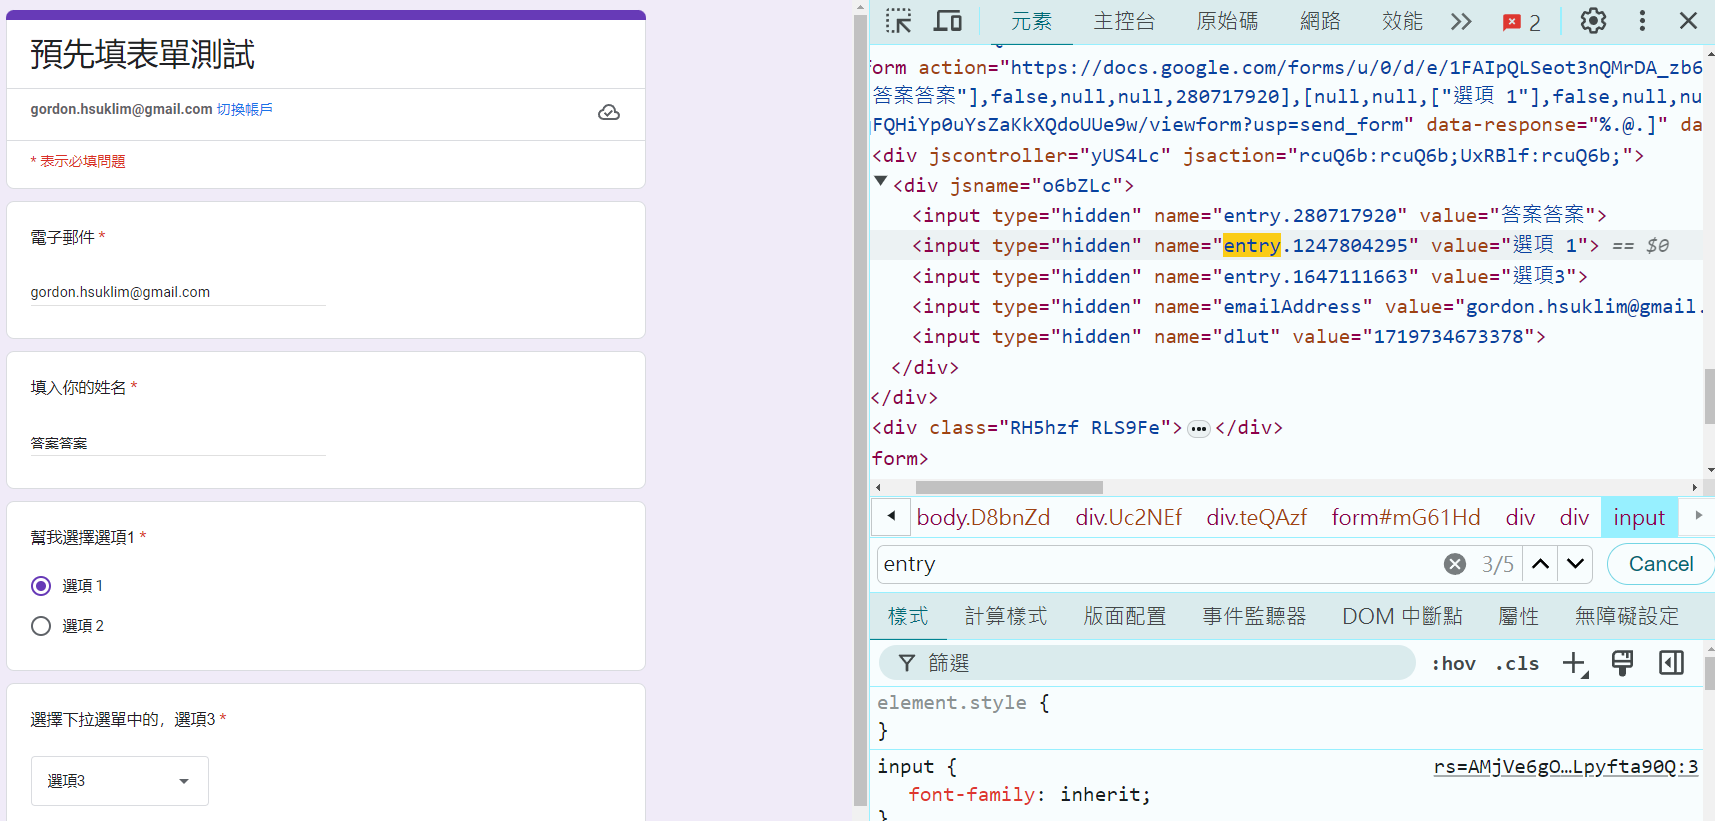 預先填表單測試
gordon.hsuklim@gmail.com 切換帳戶
* 表示必填問題
電子郵件 *
gordon.hsuklim@gmail.com
填入你的姓名 *
答案答案
幫我選擇選項1 *
選項 1
選項 2
選擇下拉選單中的，選項3 *
選項3
元素 主控台 原始碼 網路 效能 2
form action="https://docs.google.com/forms/u/0/d/e/1FAIpQLSeot3nQMrDA_zb6
答案答案"],false,null,null,280717920],[null,null,["選項 1"],false,null,nu
FQHiYp0uYsZaKkXQdoUUe9w/viewform?usp=send_form" data-response="%.@.]" da
<div jscontroller="yUS4Lc" jsaction="rcuQ6b:rcuQ6b;UxRBlf:rcuQ6b;">
<div jsname="o6bZLc">
<input type="hidden" name="entry.280717920" value="答案答案">
<input type="hidden" name="entry.1247804295" value="選項 1"> == $0
<input type="hidden" name="entry.1647111663" value="選項3">
<input type="hidden" name="emailAddress" value="gordon.hsuklim@gmail.
<input type="hidden" name="dlut" value="1719734673378">
</div>
</div>
<div class="RH5hzf RLS9Fe"> ••• </div>
form>
body.D8bnZd div.Uc2NEf div.teQAzf form#mG61Hd div div input
entry 3/5 Cancel
樣式 計算樣式 版面配置 事件監聽器 DOM 中斷點 屬性 無障礙設定
篩選 :hov .cls
element.style {
}
input { rs=AMjVe6gO…Lpyfta90Q:3
font-family: inherit;
}